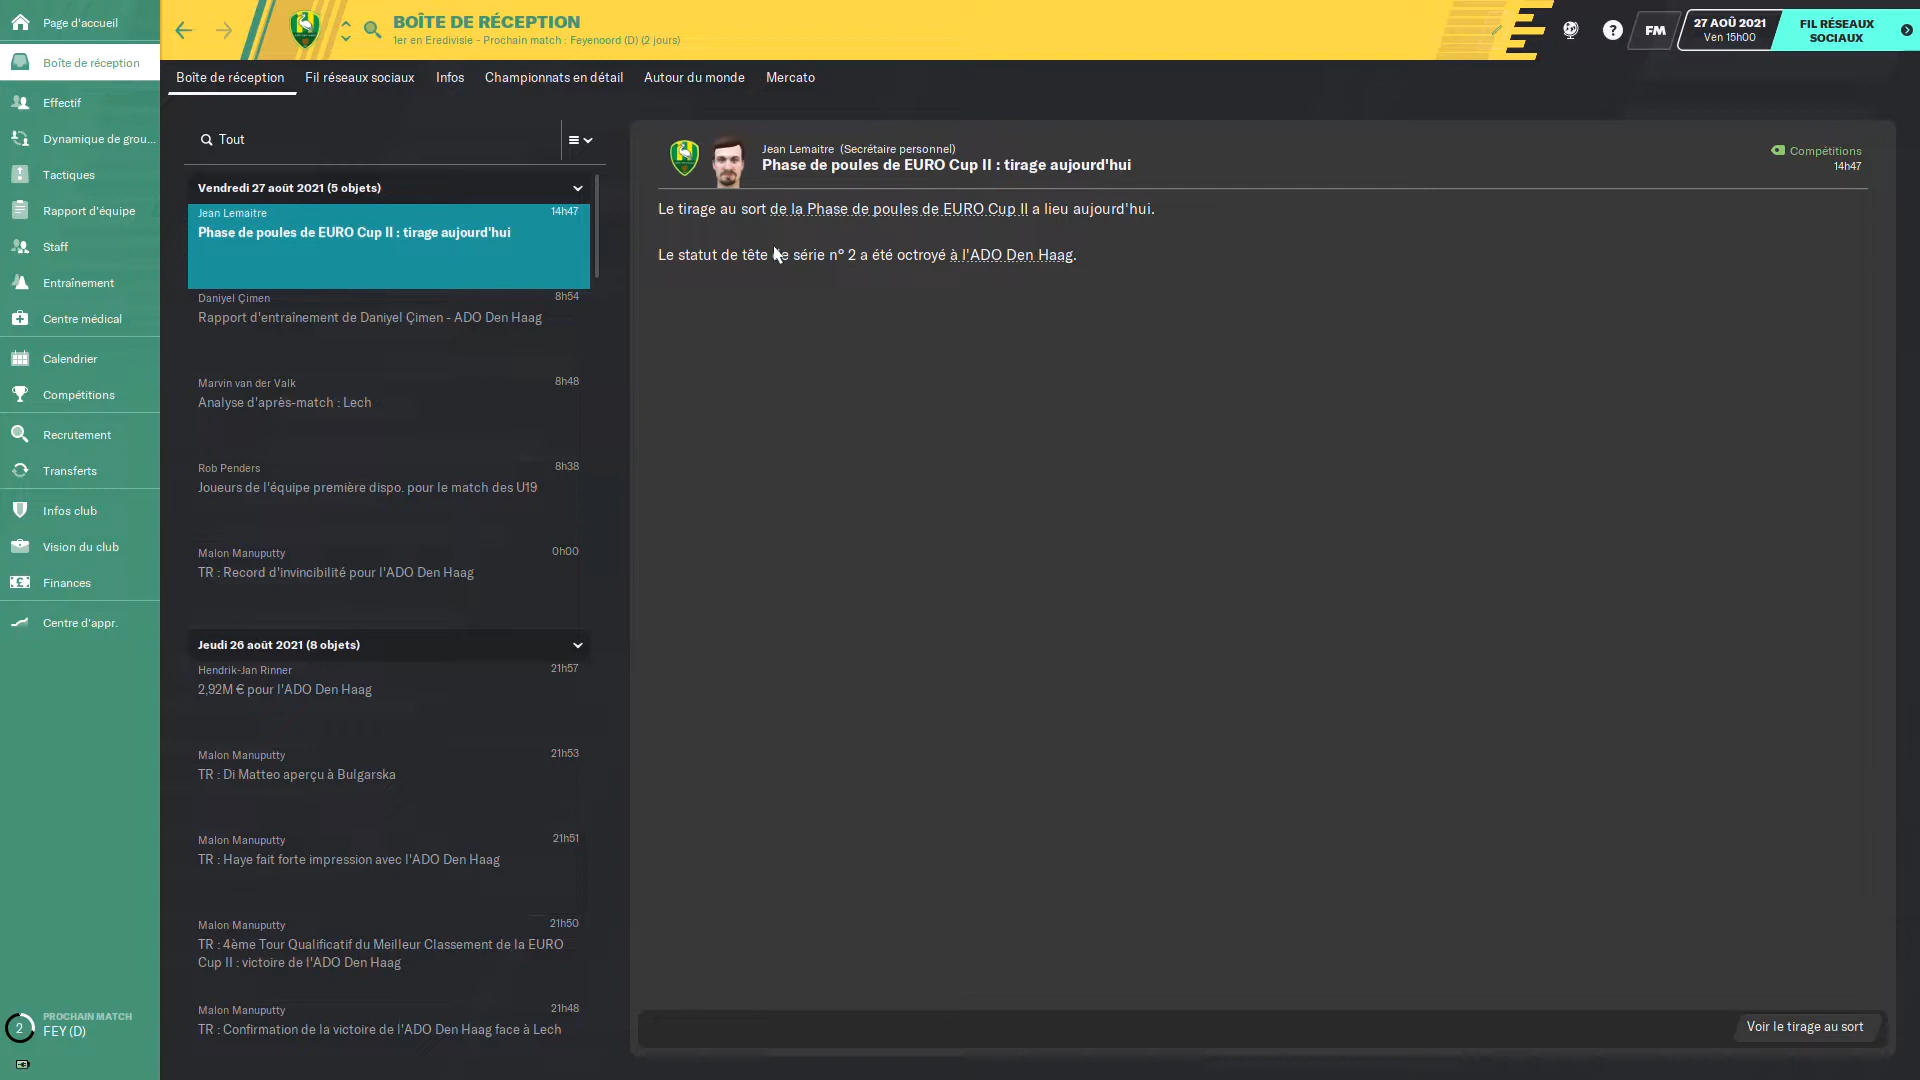 Page d'accueil
Boîte de réception
Effectif
Dynamique de grou...
Tactiques
Rapport d'équipe
Staff
Entraînement
Centre médical
Calendrier
Compétitions
Recrutement
Transferts
Infos club
Vision du club
Finances
Centre d'appr.
2
PROCHAIN MATCH
FEY (D)
BOÎTE DE RÉCEPTION
1er en Eredivisie - Prochain match : Feyenoord (D) (2 jours)
?
FM
27 AOÛ 2021
Ven 15h00
FIL RÉSEAUX
SOCIAUX
Boîte de réception Fil réseaux sociaux Infos Championnats en détail Autour du monde Mercato
Tout
Vendredi 27 août 2021 (5 objets)
Jean Lemaitre 14h47
Phase de poules de EURO Cup II : tirage aujourd'hui
Daniyel Çimen 8h54
Rapport d'entraînement de Daniyel Çimen - ADO Den Haag
Marvin van der Valk 8h48
Analyse d'après-match : Lech
Rob Penders 8h38
Joueurs de l'équipe première dispo. pour le match des U19
Malon Manuputty 0h00
TR : Record d'invincibilité pour l'ADO Den Haag
Jeudi 26 août 2021 (8 objets)
Hendrik-Jan Rinner 21h57
2,92M € pour l'ADO Den Haag
Malon Manuputty 21h53
TR : Di Matteo aperçu à Bulgarska
Malon Manuputty 21h51
TR : Haye fait forte impression avec l'ADO Den Haag
Malon Manuputty 21h50
TR : 4ème Tour Qualificatif du Meilleur Classement de la EURO
Cup II : victoire de l'ADO Den Haag
Malon Manuputty 21h48
TR : Confirmation de la victoire de l'ADO Den Haag face à Lech
Jean Lemaitre (Secrétaire personnel)
Phase de poules de EURO Cup II : tirage aujourd'hui
Compétitions
14h47
Le tirage au sort de la Phase de poules de EURO Cup II a lieu aujourd'hui.
Le statut de tête de série n° 2 a été octroyé à l'ADO Den Haag.
Voir le tirage au sort